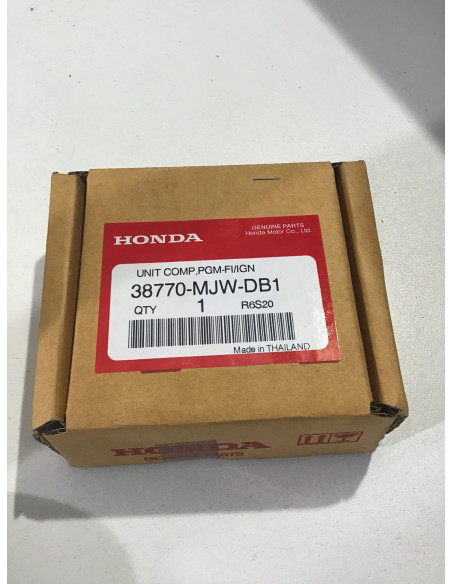 HONDA
GENUINE PARTS
Honda Motor Co., Ltd.
UNIT COMP,PGM-FI/IGN
38770-MJW-DB1
QTY 1 R6S20
Made in THAILAND
HONDA